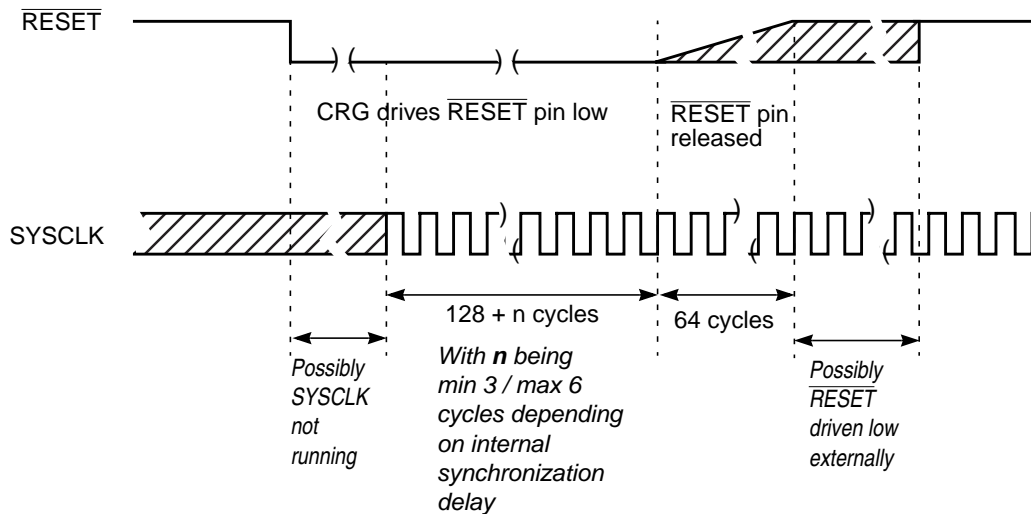 RESET
CRG drives RESET pin low
RESET pin
released
SYSCLK
128 + n cycles
64 cycles
Possibly
SYSCLK
not
running
With n being
min 3 / max 6
cycles depending
on internal
synchronization
delay
Possibly
RESET
driven low
externally